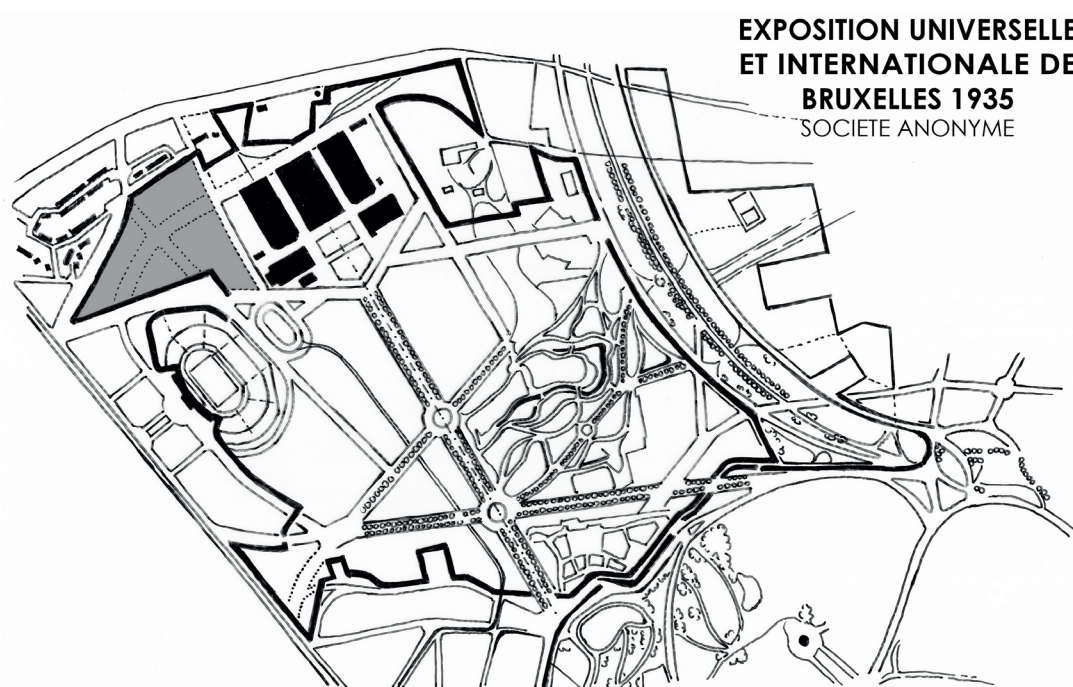 EXPOSITION UNIVERSELLE
ET INTERNATIONALE DE
BRUXELLES 1935
SOCIETE ANONYME